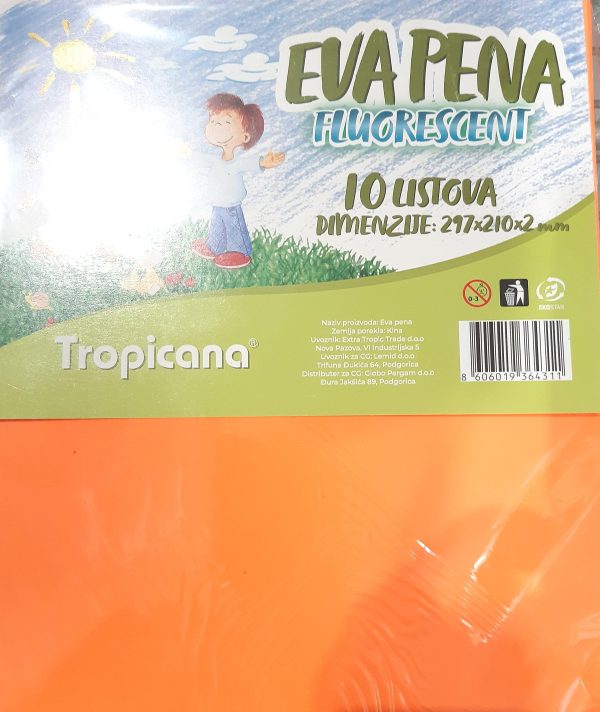 EVA PENA
FLUORESCENT
10 LISTOVA
DIMENZIJE: 297x210x2 mm
0-3
EKOSTAR
Tropicana®
Naziv proizvoda: Eva pena
Zemlja porekla: Kina
Uvoznik: Extra Tropic Trade d.o.o
Nova Pazova, VI Industrijska 5
Uvoznik za CG: Lemid d.o.o
Trifuna Đukića 64, Podgorica
Distributer za CG: Globo Pergam d.o.o
Đura Jakšića 89, Podgorica
8 606019 364311